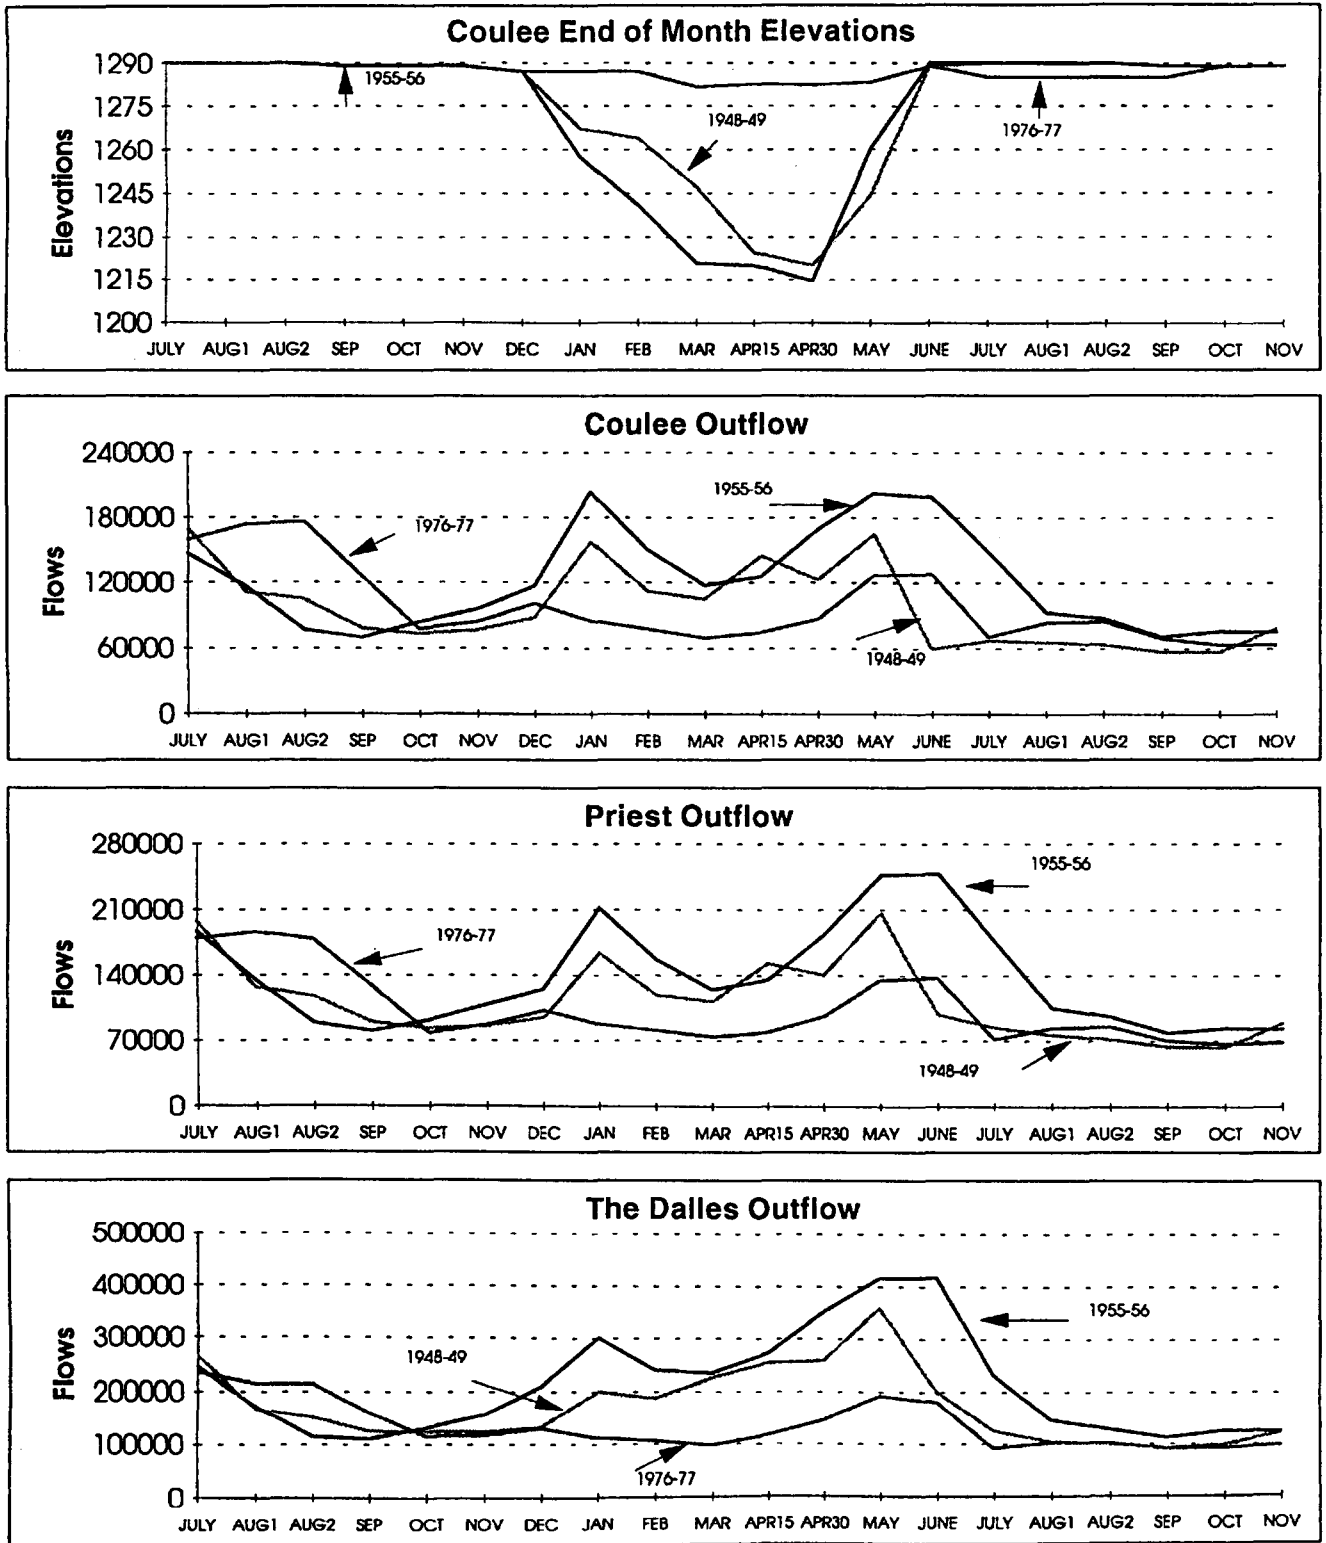 Coulee End of Month Elevations
Elevations
1290
1275
1260
1245
1230
1215
1200
1955-56
1948-49
1976-77
JULY AUG1 AUG2 SEP OCT NOV DEC JAN FEB MAR APR15 APR30 MAY JUNE JULY AUG1 AUG2 SEP OCT NOV
Coulee Outflow
Flows
240000
180000
120000
60000
0
1976-77
1955-56
1948-49
JULY AUG1 AUG2 SEP OCT NOV DEC JAN FEB MAR APR15 APR30 MAY JUNE JULY AUG1 AUG2 SEP OCT NOV
Priest Outflow
Flows
280000
210000
140000
70000
0
1976-77
1955-56
1948-49
JULY AUG1 AUG2 SEP OCT NOV DEC JAN FEB MAR APR15 APR30 MAY JUNE JULY AUG1 AUG2 SEP OCT NOV
The Dalles Outflow
Flows
500000
400000
300000
200000
100000
0
1948-49
1955-56
1976-77
JULY AUG1 AUG2 SEP OCT NOV DEC JAN FEB MAR APR15 APR30 MAY JUNE JULY AUG1 AUG2 SEP OCT NOV